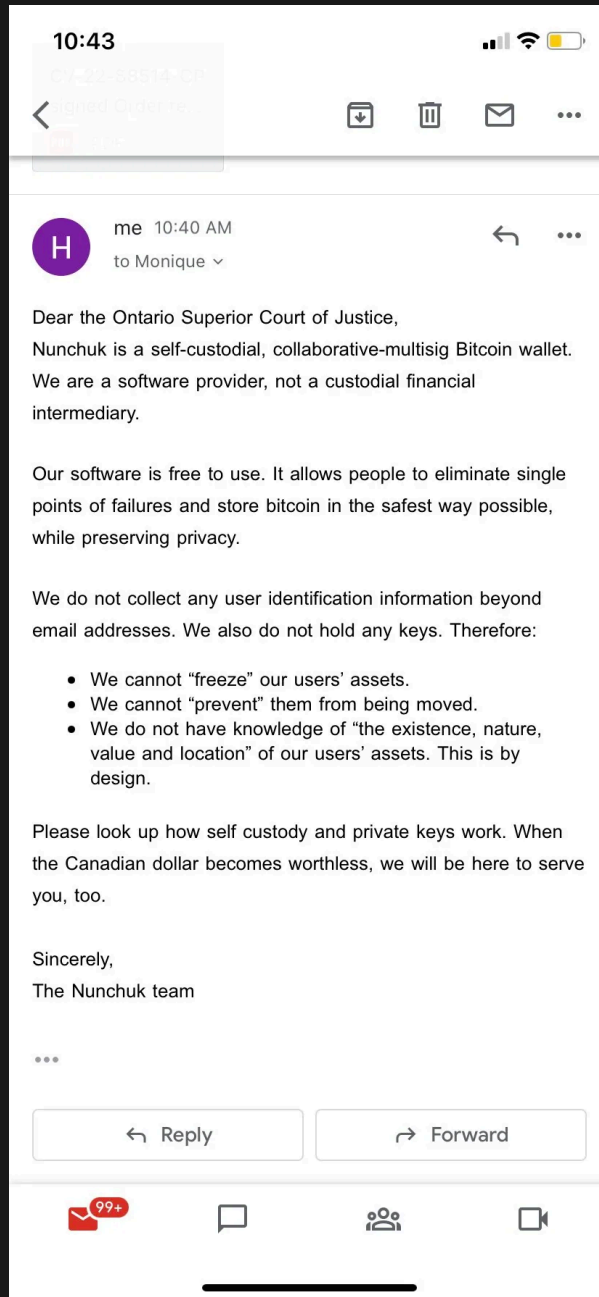 10:43
CV-22-88514-CP
signed Order re
me 10:40 AM
H
to Monique
Dear the Ontario Superior Court of Justice,
Nunchuk is a self-custodial, collaborative-multisig Bitcoin wallet.
We are a software provider, not a custodial financial
intermediary.
Our software is free to use. It allows people to eliminate single
points of failures and store bitcoin in the safest way possible,
while preserving privacy.
We do not collect any user identification information beyond
email addresses. We also do not hold any keys. Therefore:
• We cannot “freeze” our users’ assets.
• We cannot “prevent” them from being moved.
• We do not have knowledge of “the existence, nature,
value and location” of our users’ assets. This is by
design.
Please look up how self custody and private keys work. When
the Canadian dollar becomes worthless, we will be here to serve
you, too.
Sincerely,
The Nunchuk team
Reply Forward
99+